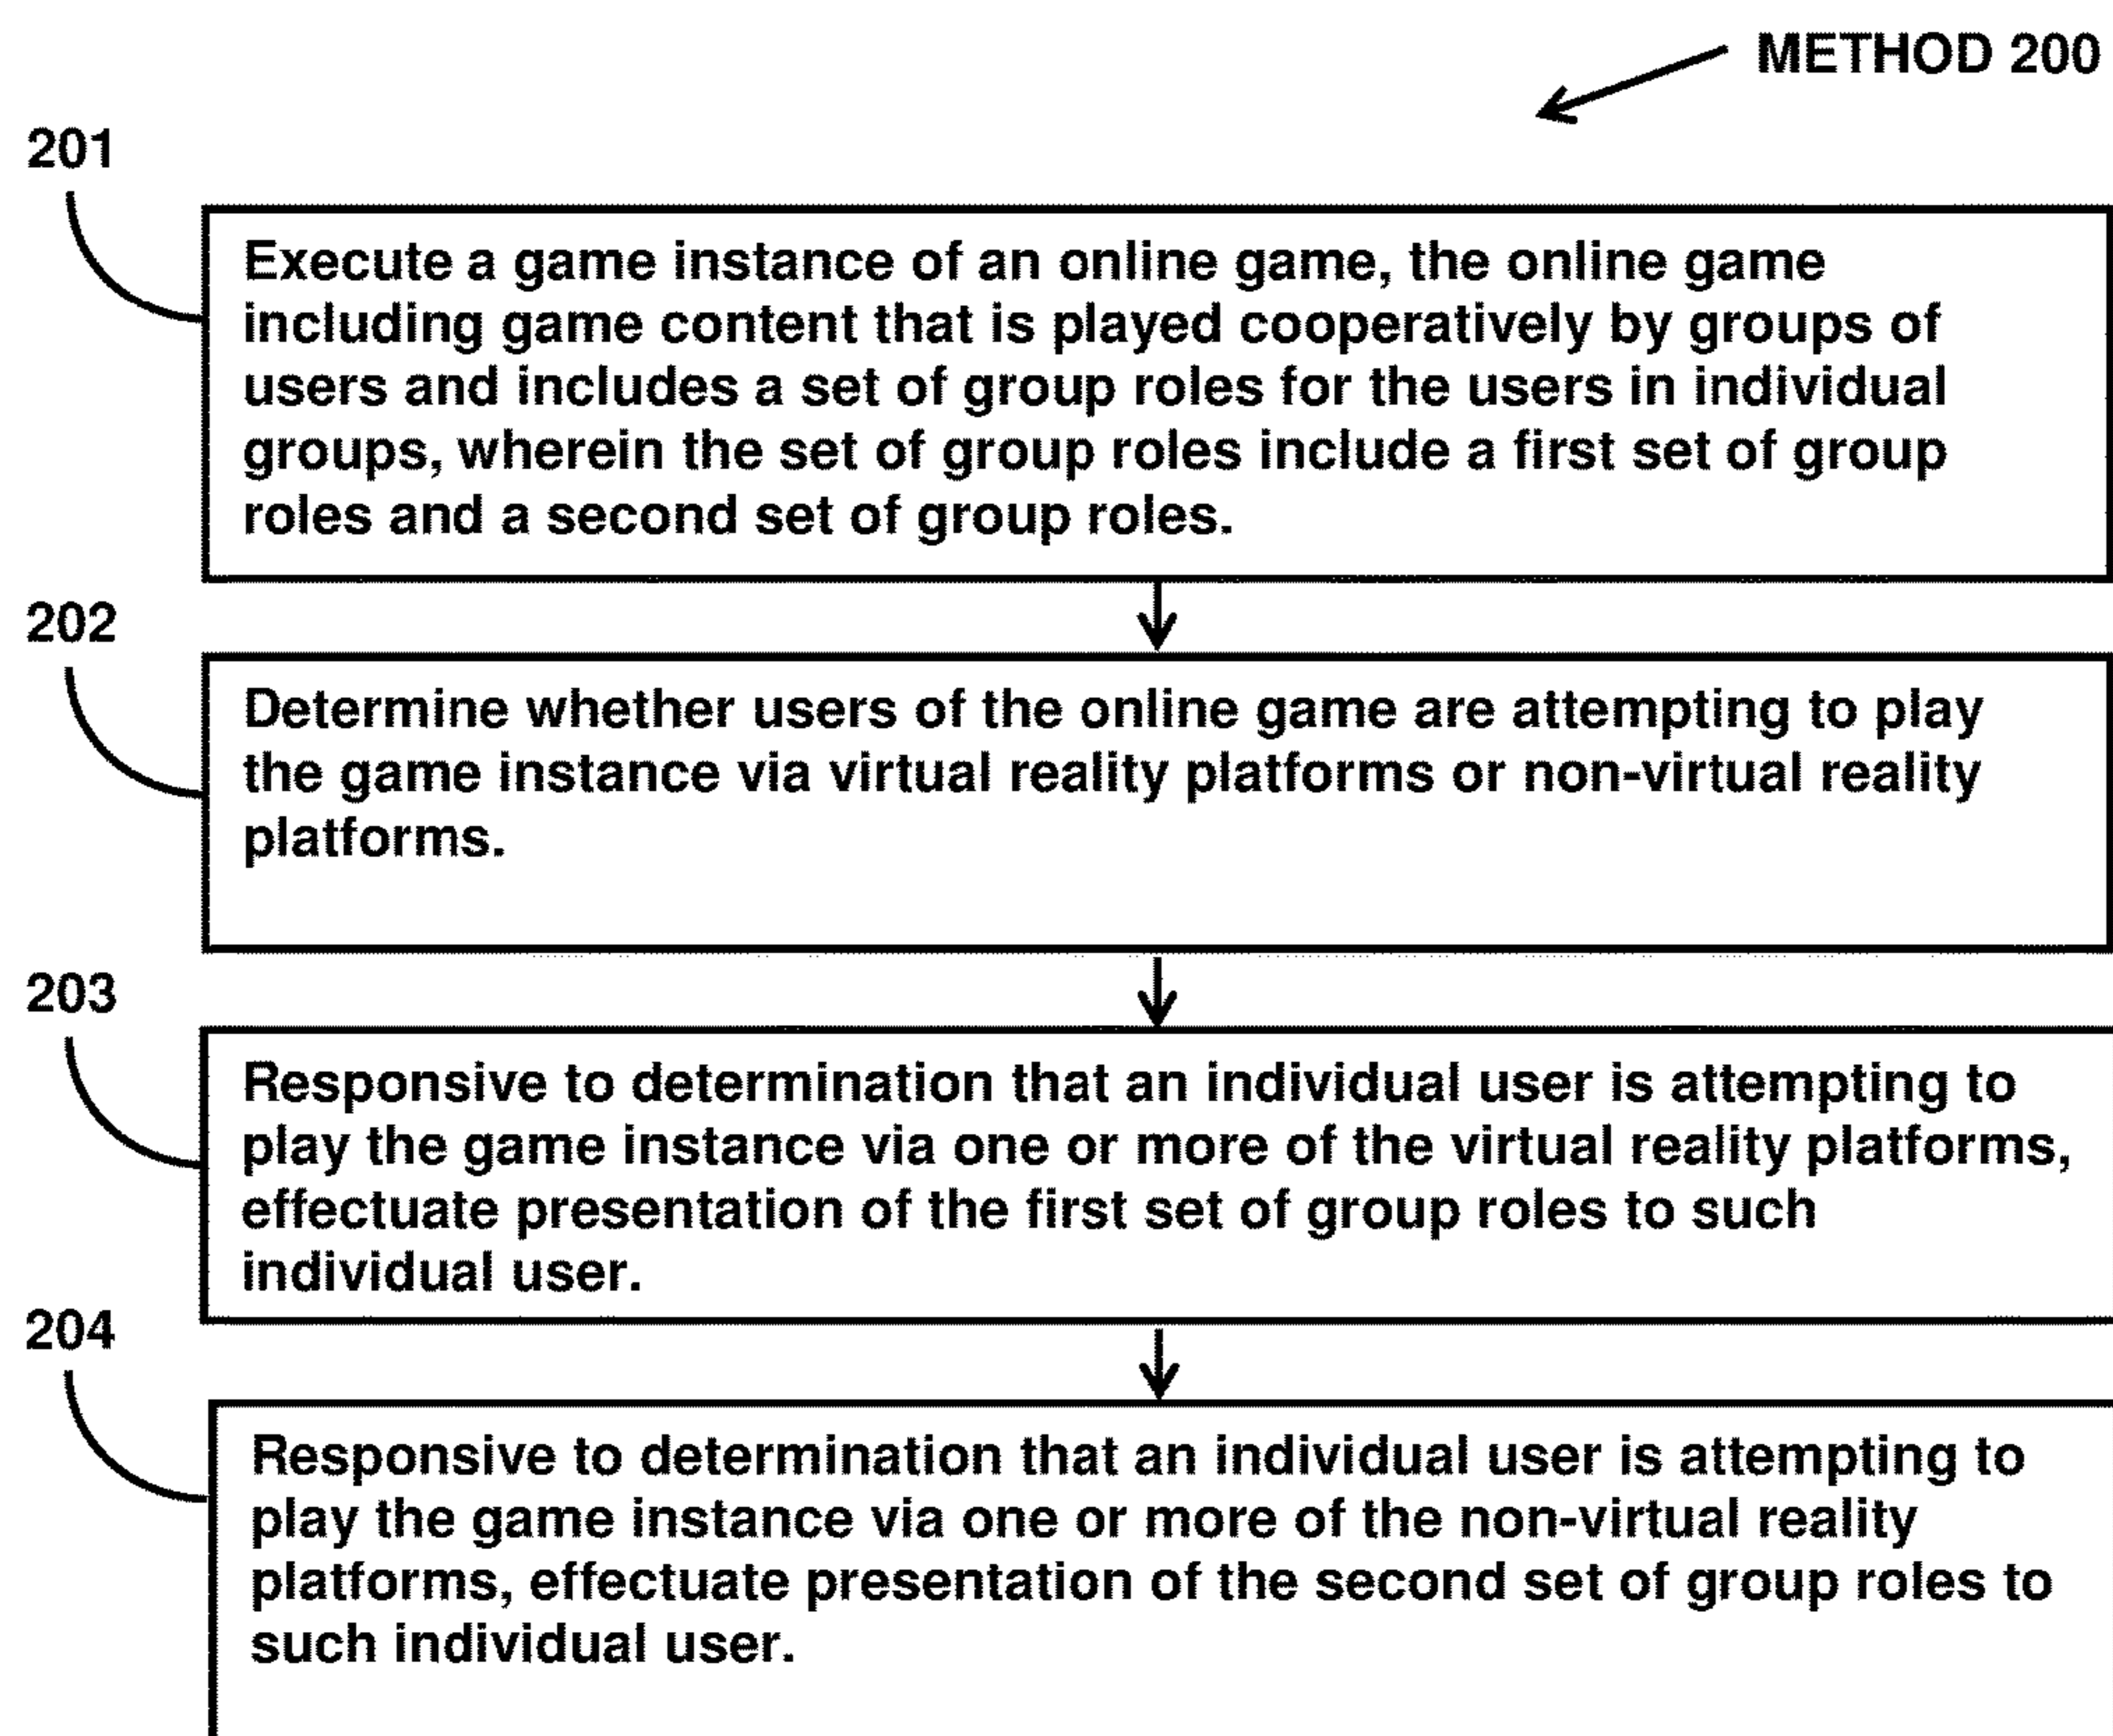 METHOD 200
201
Execute a game instance of an online game, the online game
including game content that is played cooperatively by groups of
users and includes a set of group roles for the users in individual
groups, wherein the set of group roles include a first set of group
roles and a second set of group roles.
202
Determine whether users of the online game are attempting to play
the game instance via virtual reality platforms or non-virtual reality
platforms.
203
Responsive to determination that an individual user is attempting to
play the game instance via one or more of the virtual reality platforms,
effectuate presentation of the first set of group roles to such
individual user.
204
Responsive to determination that an individual user is attempting to
play the game instance via one or more of the non-virtual reality
platforms, effectuate presentation of the second set of group roles to
such individual user.